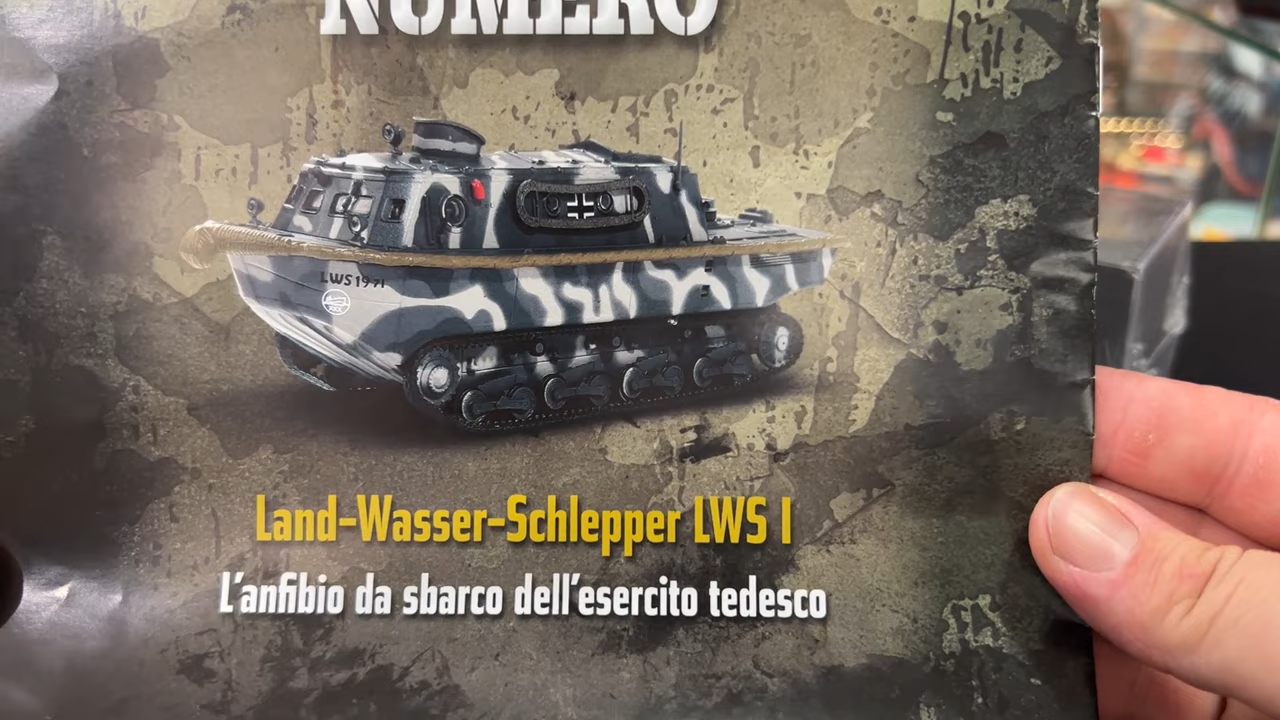 NUMERO
LWS 1971
Land-Wasser-Schlepper LWS I
L'anfibio da sbarco dell'esercito tedesco